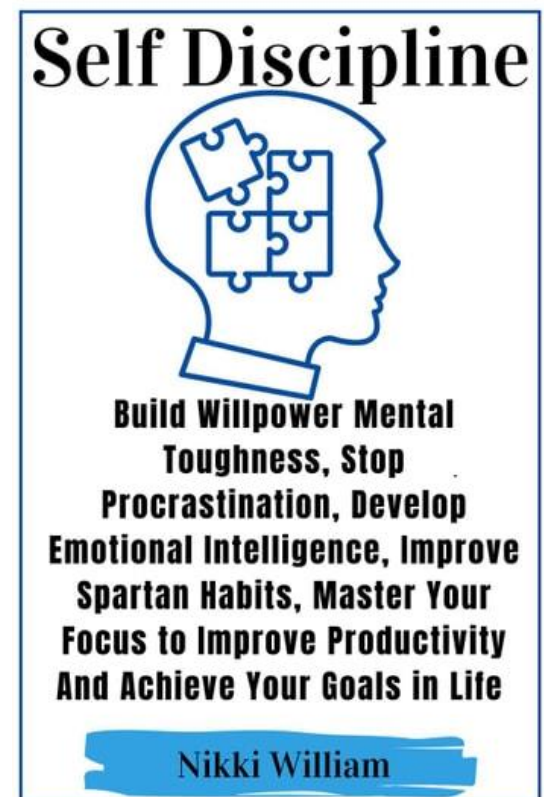 Self Discipline
Build Willpower Mental
Toughness, Stop
Procrastination, Develop
Emotional Intelligence, Improve
Spartan Habits, Master Your
Focus to Improve Productivity
And Achieve Your Goals in Life
Nikki William